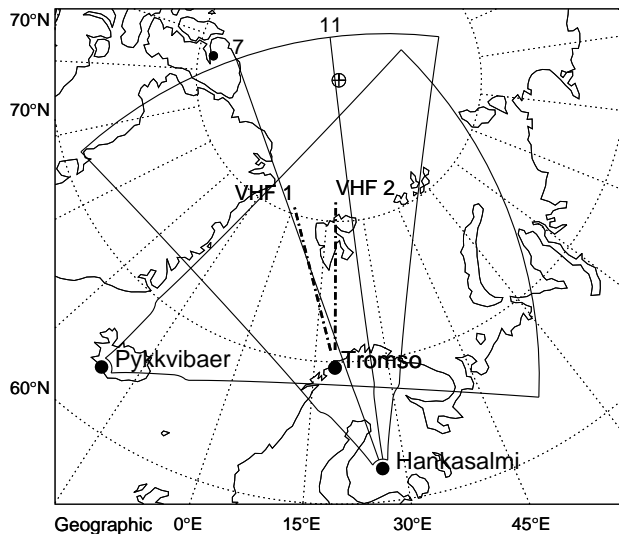 70°N
11
7
70°N
VHF 1
VHF 2
Pykkvibaer
Tromso
60°N
Hankasalmi
Geographic 0°E 15°E 30°E 45°E